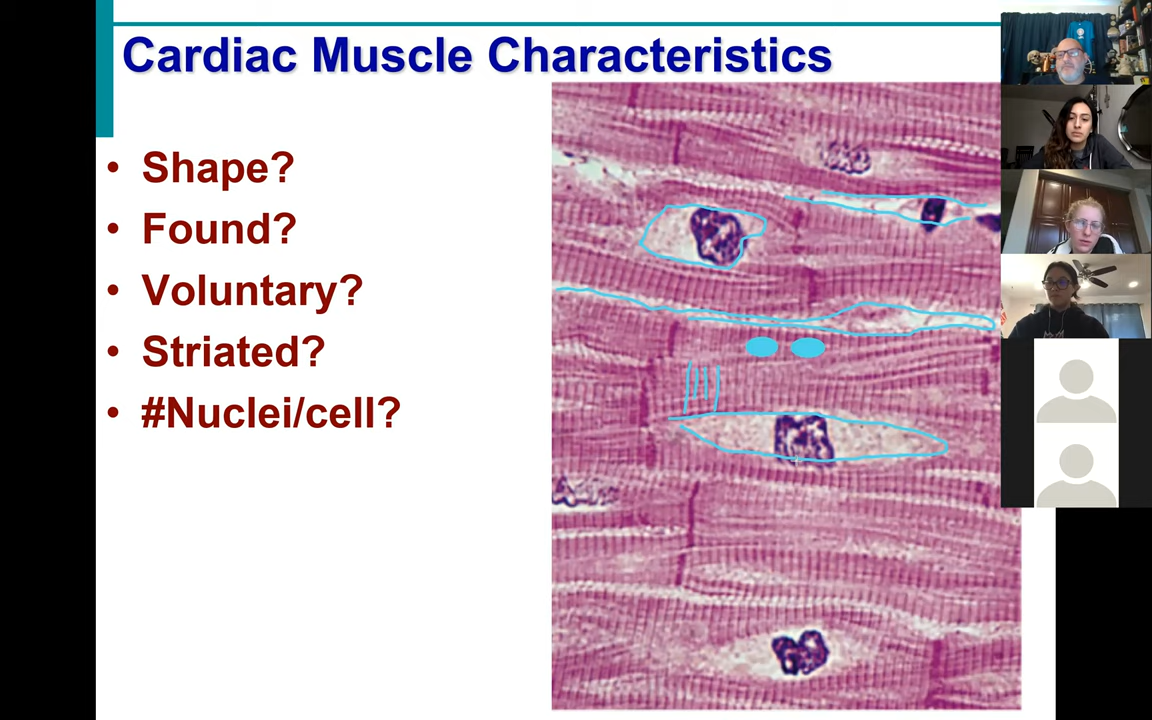 Cardiac Muscle Characteristics
• Shape?
• Found?
• Voluntary?
• Striated?
• #Nuclei/cell?